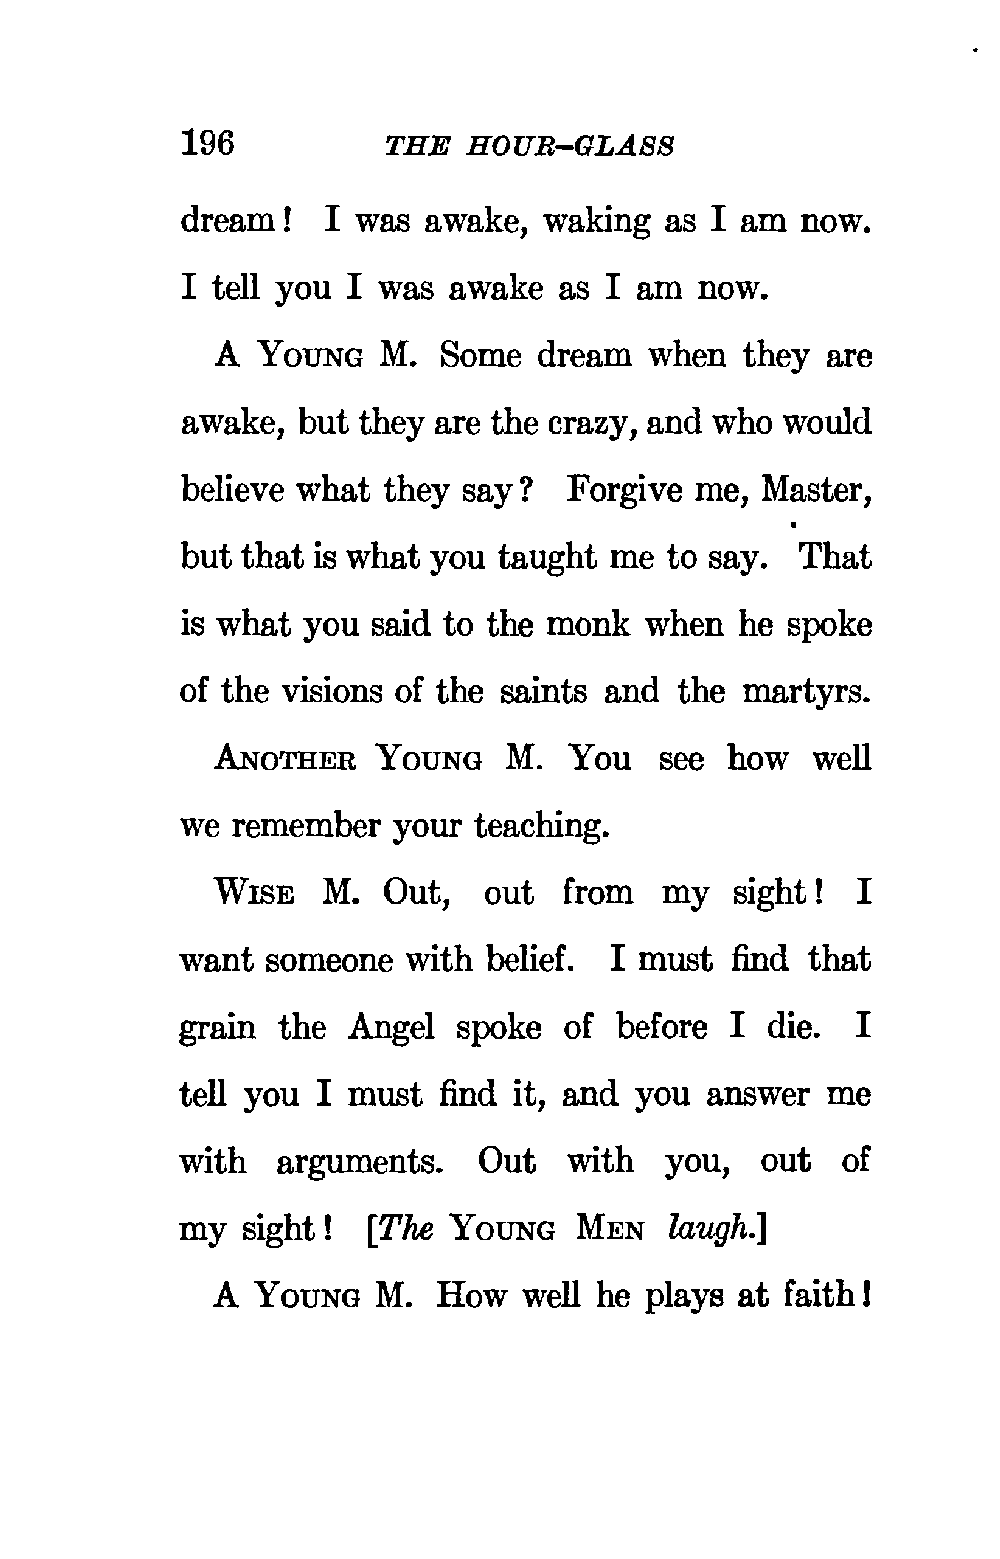 196 THE HOUR-GLASS
dream! I was awake, waking as I am now.
I tell you I was awake as I am now.
A YOUNG M. Some dream when they are
awake, but they are the crazy, and who would
believe what they say? Forgive me, Master,
but that is what you taught me to say. That
is what you said to the monk when he spoke
of the visions of the saints and the martyrs.
ANOTHER YOUNG M. You see how well
we remember your teaching.
WISE M. Out, out from my sight! I
want someone with belief. I must find that
grain the Angel spoke of before I die. I
tell you I must find it, and you answer me
with arguments. Out with you, out of
my sight! [The YOUNG MEN laugh.]
A YOUNG M. How well he plays at faith!